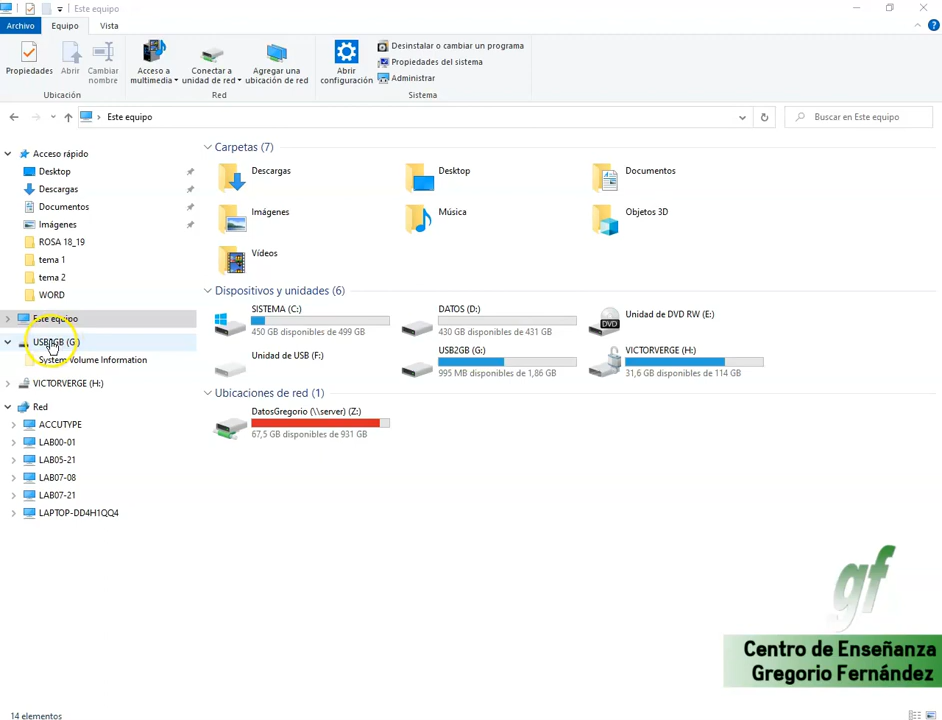 Este equipo
Archivo Equipo Vista
Propiedades
Abrir
Cambiar
nombre
Ubicación
Acceso a
multimedia
Conectar a
unidad de red
Agregar una
ubicación de red
Red
Abrir
configuración
Desinstalar o cambiar un programa
Propiedades del sistema
Administrar
Sistema
Este equipo
Buscar en Este equipo
Acceso rápido
Desktop
Descargas
Documentos
Imágenes
ROSA 18_19
tema 1
tema 2
WORD
Este equipo
USB2GB (G:)
System Volume Information
VICTORVERGE (H:)
Red
ACCUTYPE
LAB00-01
LAB05-21
LAB07-08
LAB07-21
LAPTOP-DD4H1QQ4
Carpetas (7)
Descargas
Desktop
Documentos
Imágenes
Música
Objetos 3D
Vídeos
Dispositivos y unidades (6)
SISTEMA (C:)
450 GB disponibles de 499 GB
DATOS (D:)
430 GB disponibles de 431 GB
DVD
Unidad de DVD RW (E:)
Unidad de USB (F:)
USB2GB (G:)
995 MB disponibles de 1,86 GB
VICTORVERGE (H:)
31,6 GB disponibles de 114 GB
Ubicaciones de red (1)
DatosGregorio (\\server) (Z:)
67,5 GB disponibles de 931 GB
gf
Centro de Enseñanza
Gregorio Fernández
14 elementos